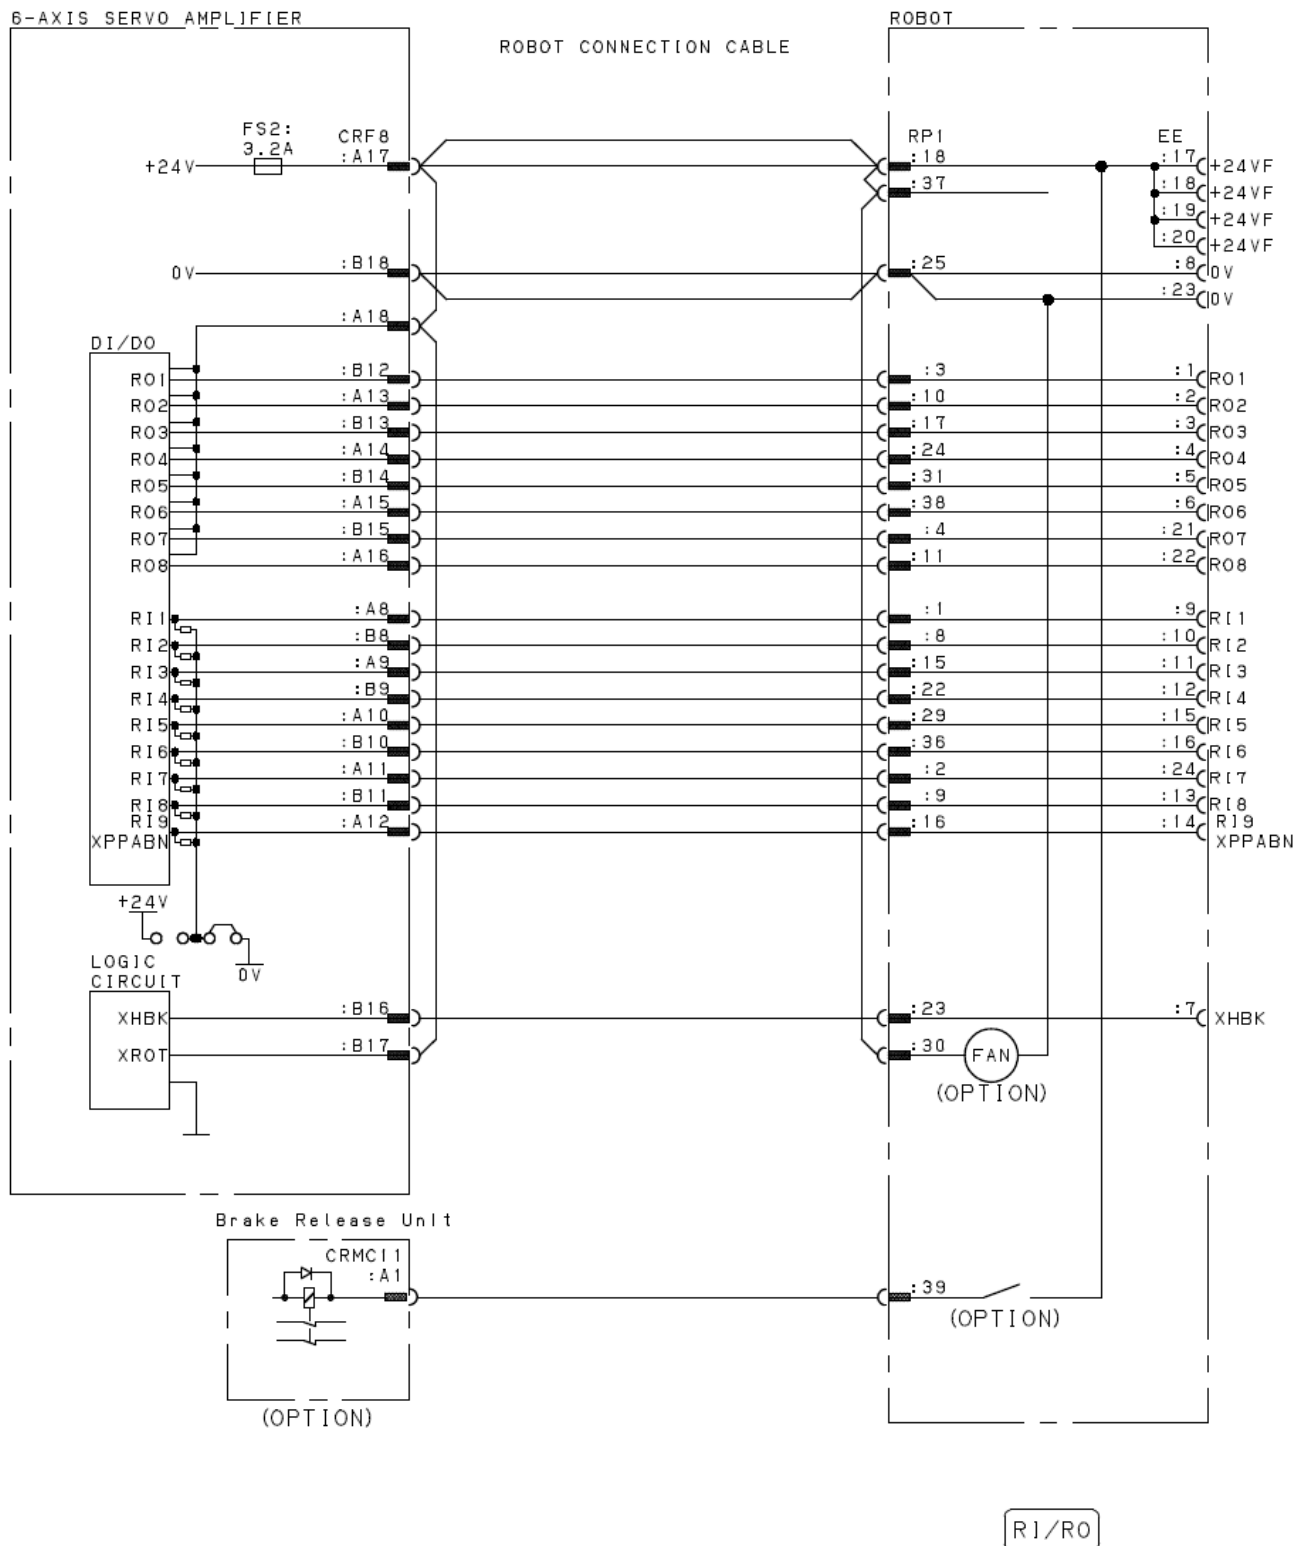 6-AXIS SERVO AMPLIFIER
ROBOT
ROBOT CONNECTION CABLE
FS2:
3.2A
CRF8
RP1
EE
+24V :A17 :18 :17 +24VF
:37 :18 +24VF
:19 +24VF
:20 +24VF
0V :B18 :25 :8 0V
:23 0V
:A18
DI/DO
RO1 :B12 :3 :1 RO1
RO2 :A13 :10 :2 RO2
RO3 :B13 :17 :3 RO3
RO4 :A14 :24 :4 RO4
RO5 :B14 :31 :5 RO5
RO6 :A15 :38 :6 RO6
RO7 :B15 :4 :21 RO7
RO8 :A16 :11 :22 RO8
RI1 :A8 :1 :9 RI1
RI2 :B8 :8 :10 RI2
RI3 :A9 :15 :11 RI3
RI4 :B9 :22 :12 RI4
RI5 :A10 :29 :15 RI5
RI6 :B10 :36 :16 RI6
RI7 :A11 :2 :24 RI7
RI8 :B11 :9 :13 RI8
RI9 :A12 :16 :14 RI9
XPPABN XPPABN
+24V
0V
LOGIC
CIRCUIT
XHBK :B16 :23 :7 XHBK
XROT :B17 :30 FAN
(OPTION)
Brake Release Unit
CRMCI1
:A1 :39
(OPTION)
(OPTION)
RI/RO